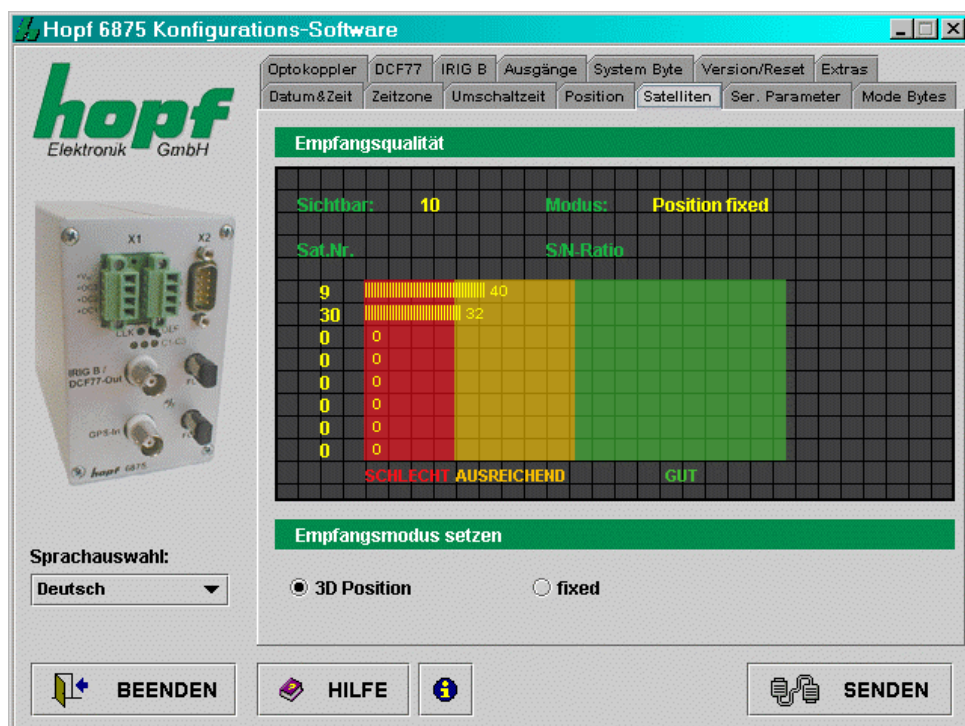 Hopf 6875 Konfigurations-Software
Optokoppler DCF77 IRIG B Ausgänge System Byte Version/Reset Extras
Datum&Zeit Zeitzone Umschaltzeit Position Satelliten Ser. Parameter Mode Bytes
hopf
Elektronik GmbH
Empfangsqualität
Sichtbar: 10 Modus: Position fixed
Sat.Nr. S/N-Ratio
9 40
30 32
0 0
0 0
0 0
0 0
0 0
0 0
SCHLECHT AUSREICHEND GUT
X1 X2
CLK
C1-C3
IRIG B /
DCF77-Out
GPS-In
hopf 6875
Empfangsmodus setzen
3D Position fixed
Sprachauswahl:
Deutsch
BEENDEN HILFE SENDEN